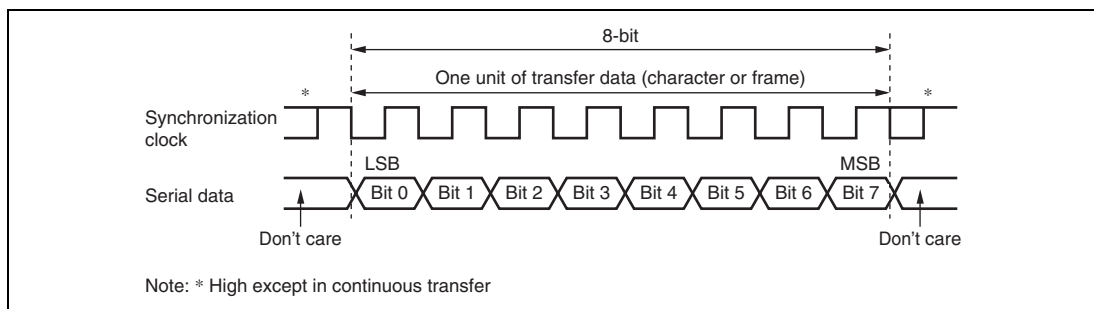 8-bit
One unit of transfer data (character or frame)
*
*
Synchronization
clock
LSB
MSB
Serial data
Bit 0
Bit 1
Bit 2
Bit 3
Bit 4
Bit 5
Bit 6
Bit 7
Don't care
Don't care
Note: * High except in continuous transfer